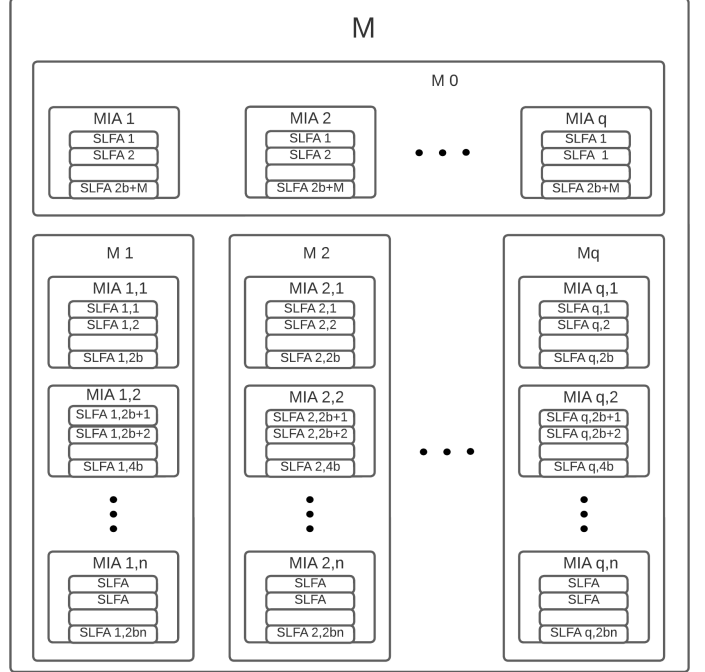 M
M 0
MIA 1
SLFA 1
SLFA 2
SLFA 2b+M
MIA 2
SLFA 1
SLFA 2
SLFA 2b+M
MIA q
SLFA 1
SLFA 1
SLFA 2b+M
M 1
MIA 1,1
SLFA 1,1
SLFA 1,2
SLFA 1,2b
MIA 1,2
SLFA 1,2b+1
SLFA 1,2b+2
SLFA 1,4b
MIA 1,n
SLFA
SLFA
SLFA 1,2bn
M 2
MIA 2,1
SLFA 2,1
SLFA 2,2
SLFA 2,2b
MIA 2,2
SLFA 2,2b+1
SLFA 2,2b+2
SLFA 2,4b
MIA 2,n
SLFA
SLFA
SLFA 2,2bn
Mq
MIA q,1
SLFA q,1
SLFA q,2
SLFA q,2b
MIA q,2
SLFA q,2b+1
SLFA q,2b+2
SLFA q,4b
MIA q,n
SLFA
SLFA
SLFA q,2bn